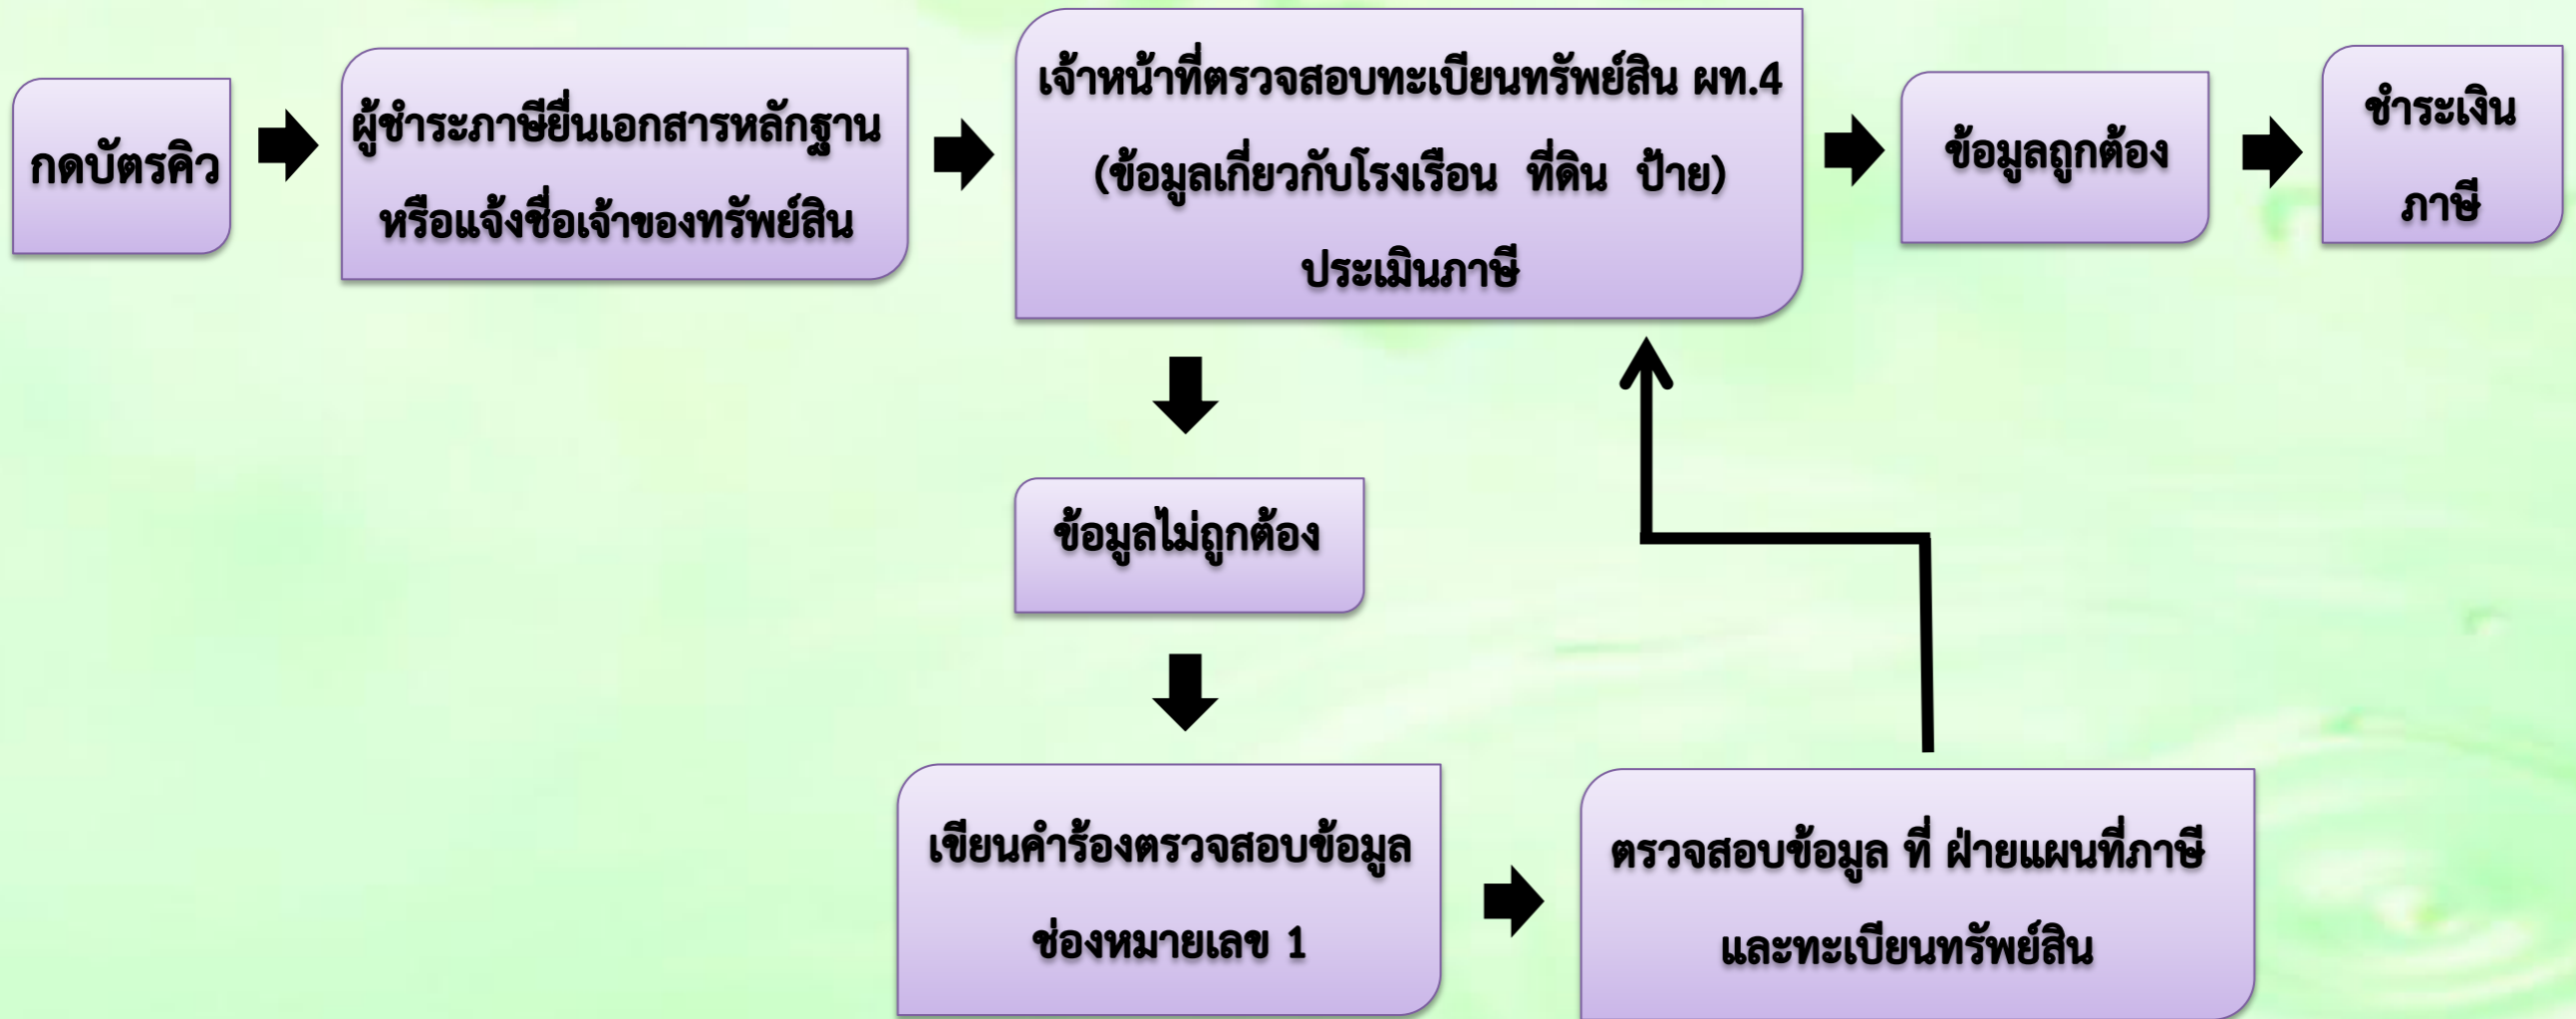 กดบัตรคิว
ผู้ชำระภาษียื่นเอกสารหลักฐาน
หรือแจ้งชื่อเจ้าของทรัพย์สิน
เจ้าหน้าที่ตรวจสอบทะเบียนทรัพย์สิน ผท.4
(ข้อมูลเกี่ยวกับโรงเรือน ที่ดิน ป้าย)
ประเมินภาษี
ข้อมูลถูกต้อง
ชำระเงิน
ภาษี
ข้อมูลไม่ถูกต้อง
เขียนคำร้องตรวจสอบข้อมูล
ช่องหมายเลข 1
ตรวจสอบข้อมูล ที่ ฝ่ายแผนที่ภาษี
และทะเบียนทรัพย์สิน